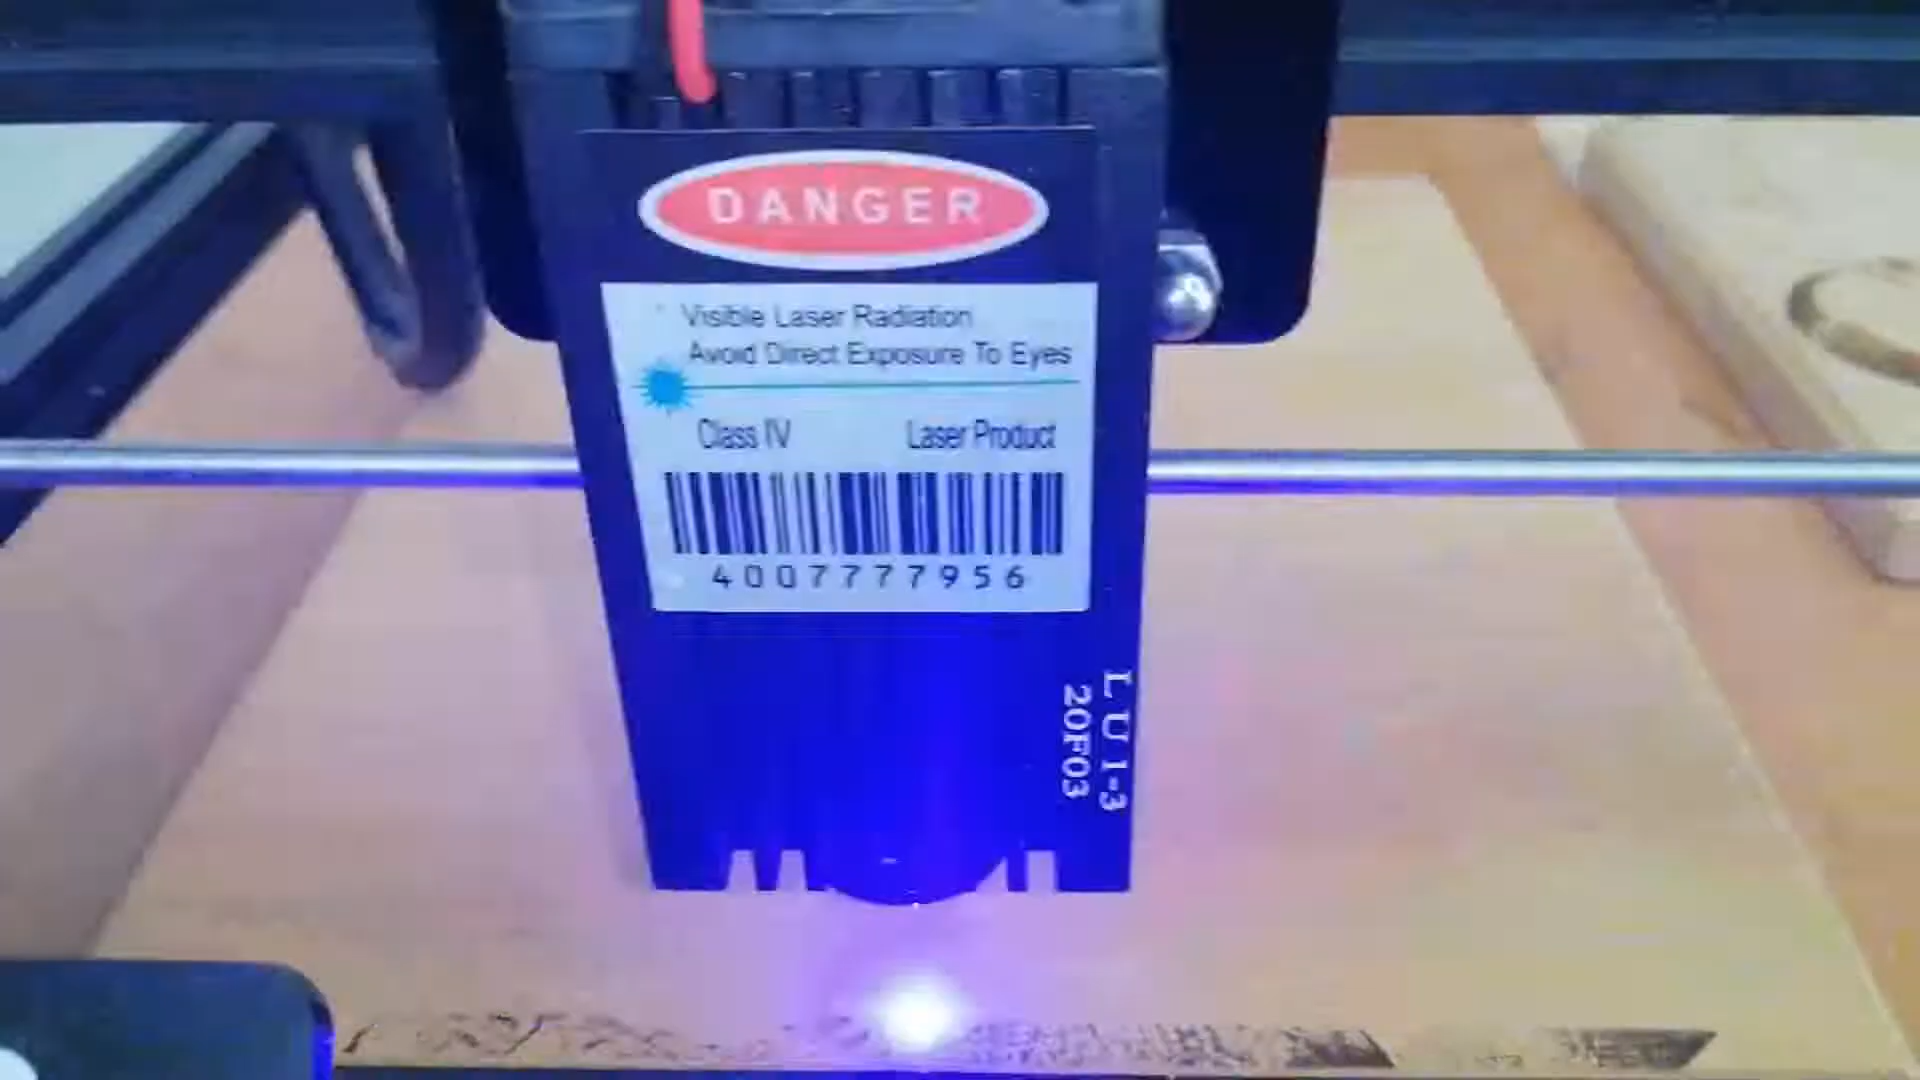 DANGER
Visible Laser Radiation
Avoid Direct Exposure To Eyes
Class IV Laser Product
4007777956
LU1-3
20F03